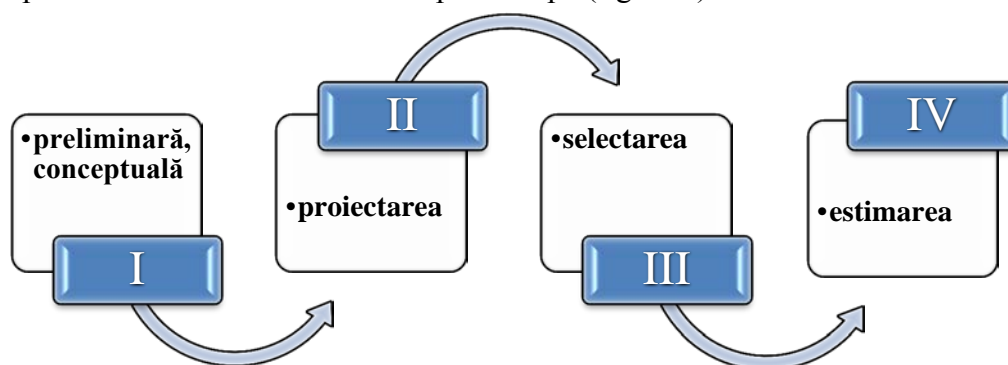 •preliminară,
conceptuală
I
II
•proiectarea
•selectarea
III
IV
•estimarea